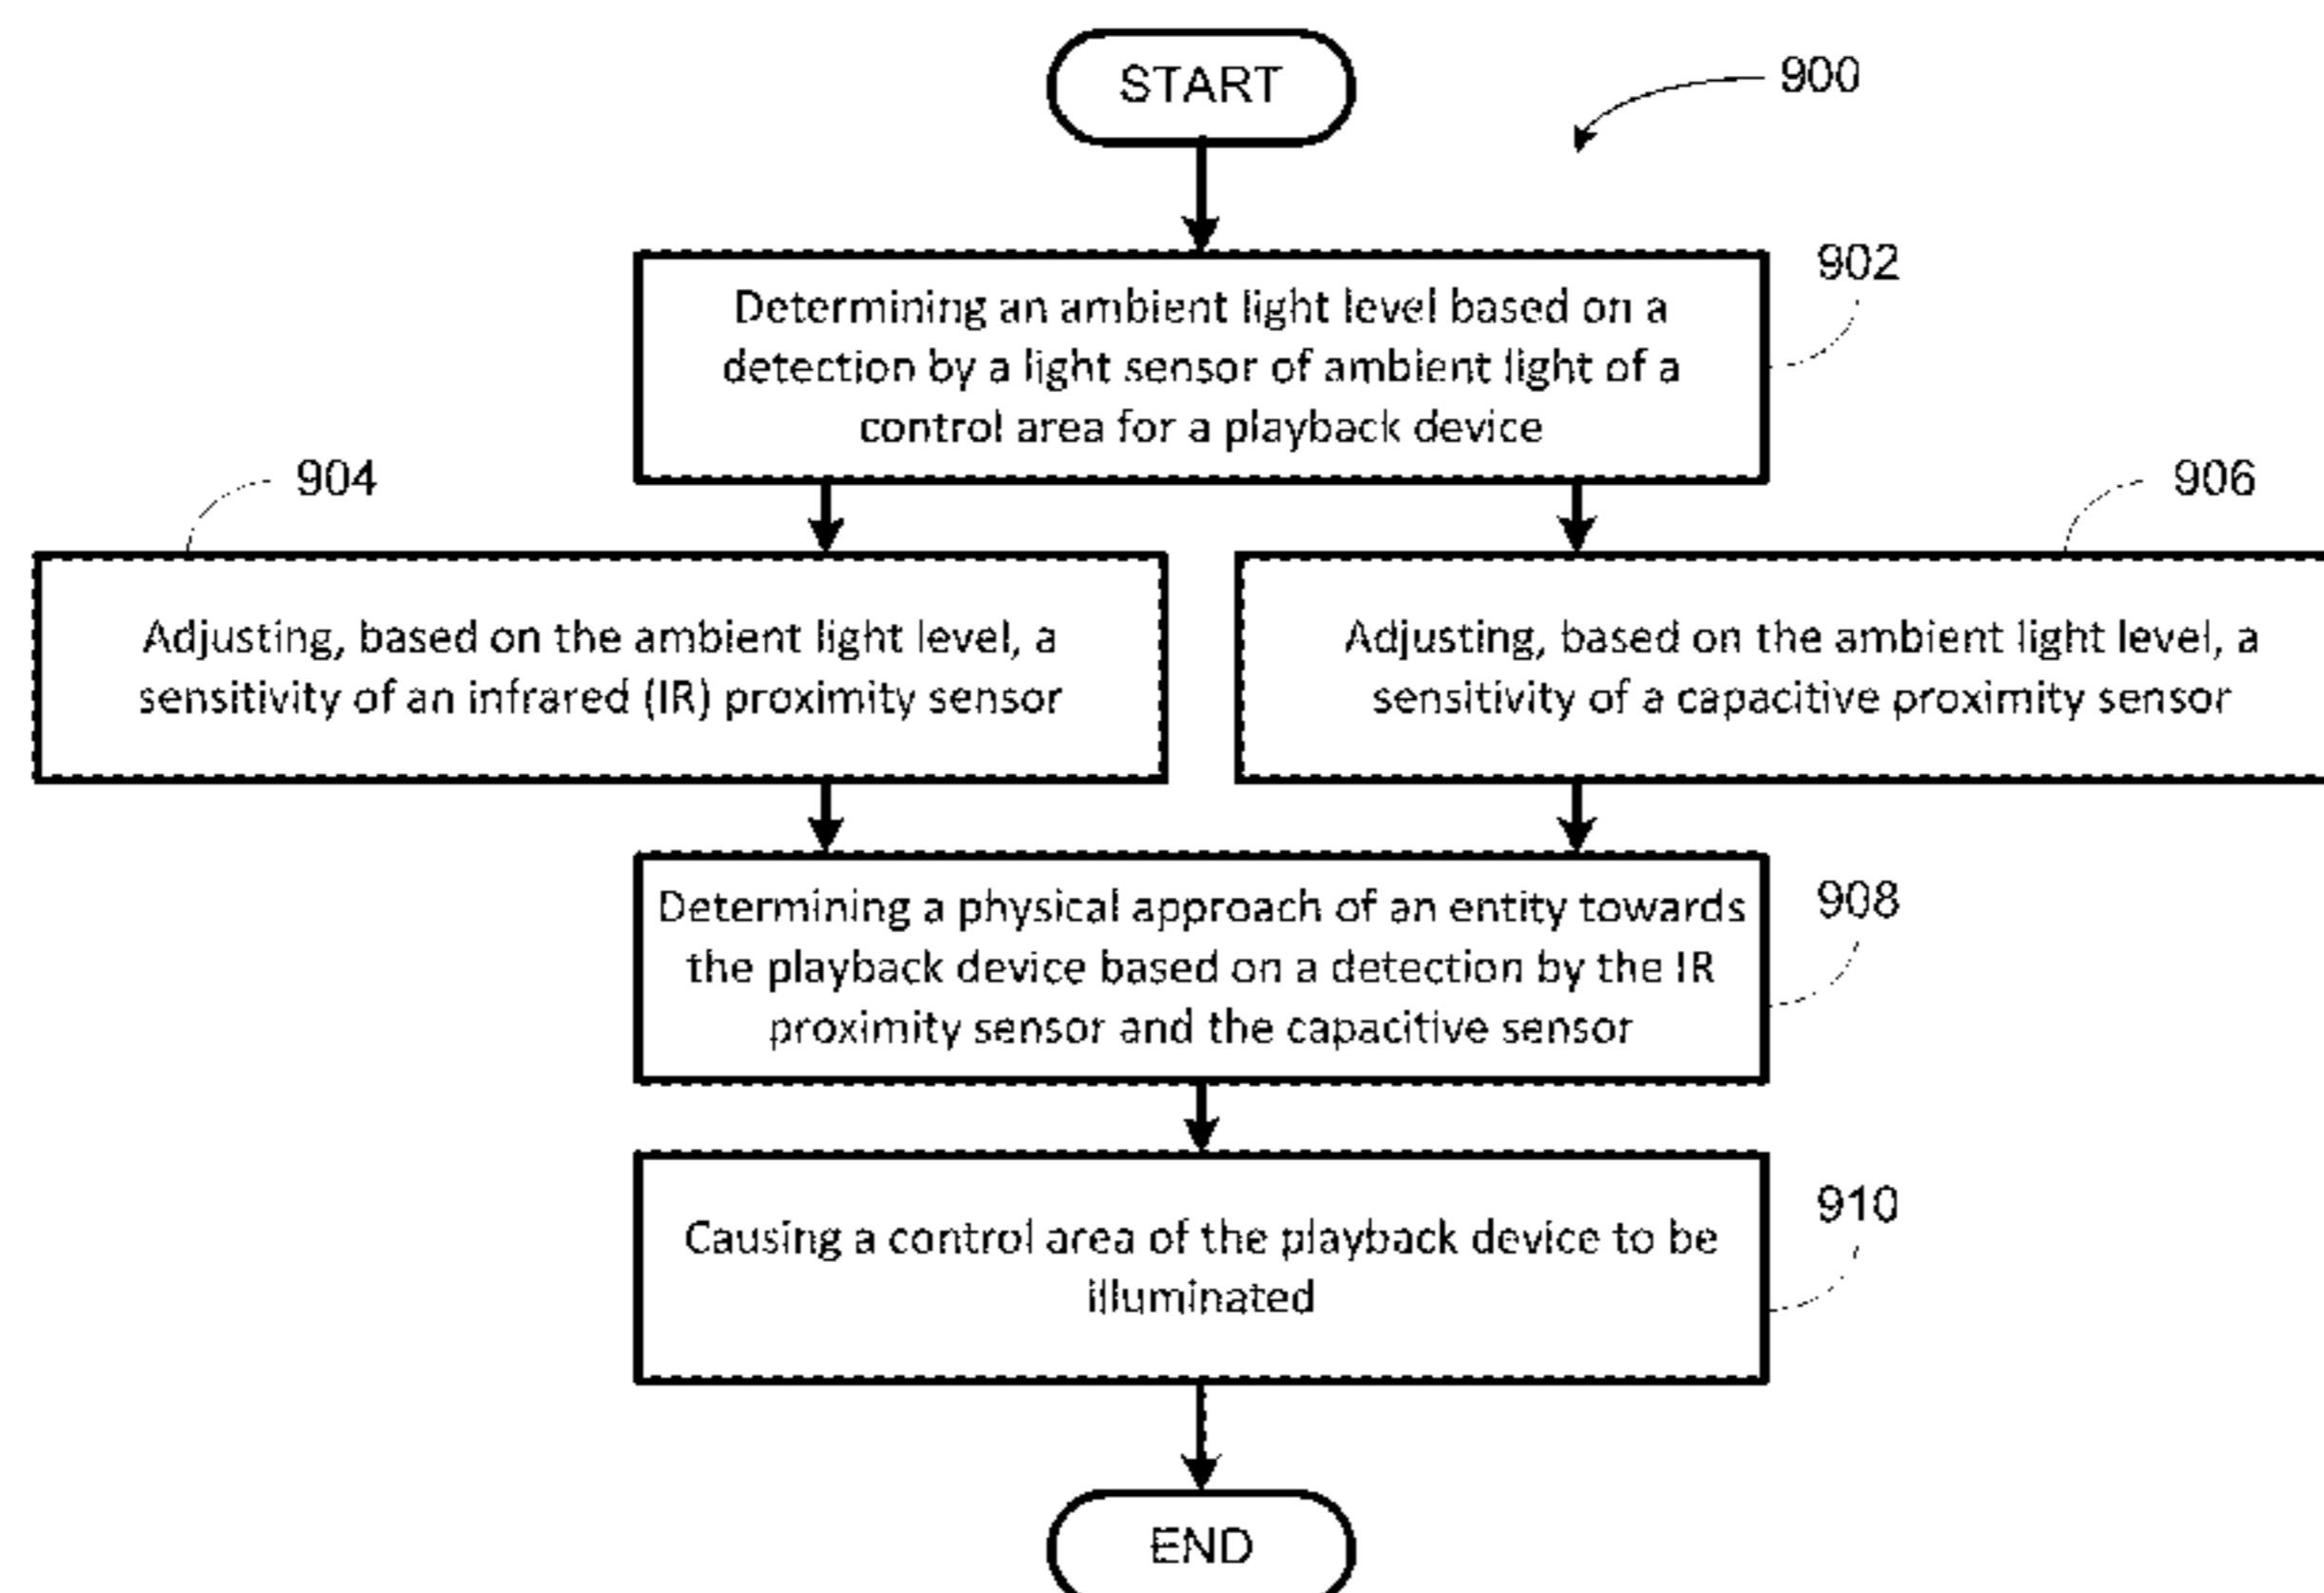 START
900
902
Determining an ambient light level based on a
detection by a light sensor of ambient light of a
control area for a playback device
904
906
Adjusting, based on the ambient light level, a
sensitivity of an infrared (IR) proximity sensor
Adjusting, based on the ambient light level, a
sensitivity of a capacitive proximity sensor
908
Determining a physical approach of an entity towards
the playback device based on a detection by the IR
proximity sensor and the capacitive sensor
910
Causing a control area of the playback device to be
illuminated
END